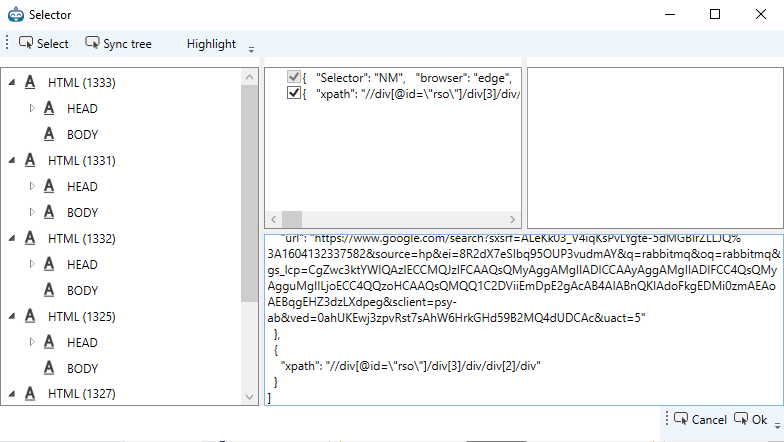 Selector
Select Sync tree Highlight
HTML (1333)
HEAD
BODY
HTML (1331)
HEAD
BODY
HTML (1332)
HEAD
BODY
HTML (1325)
HEAD
BODY
HTML (1327)
{ "Selector": "NM", "browser": "edge",
{ "xpath": "//div[@id=\"rso\"]/div[3]/div/
"url": "https://www.google.com/search?sxsrf=ALeKk03_V4iqKsPvLYgte-5dMGBIrZLLJQ%
3A1604132337582&source=hp&ei=8R2dX7eSIbq95OUP3vudmAY&q=rabbitmq&oq=rabbitmq&
gs_lcp=CgZwc3ktYWIQAzIECCMQJzIFCAAQsQMyAggAMgIIADICCAAyAggAMgIIADIFCC4QsQMy
AgguMgIILjoECC4QQzoHCAAQsQMQQ1C2DViiEmDpE2gAcAB4AIABnQKIAdoFkgEDMi0zmAEAo
AEBqgEHZ3dzLXdpeg&sclient=psy-
ab&ved=0ahUKEwj3zpvRst7sAhW6HrkGHd59B2MQ4dUDCAc&uact=5"
},
{
"xpath": "//div[@id=\"rso\"]/div[3]/div/div[2]/div"
}
]
Cancel Ok